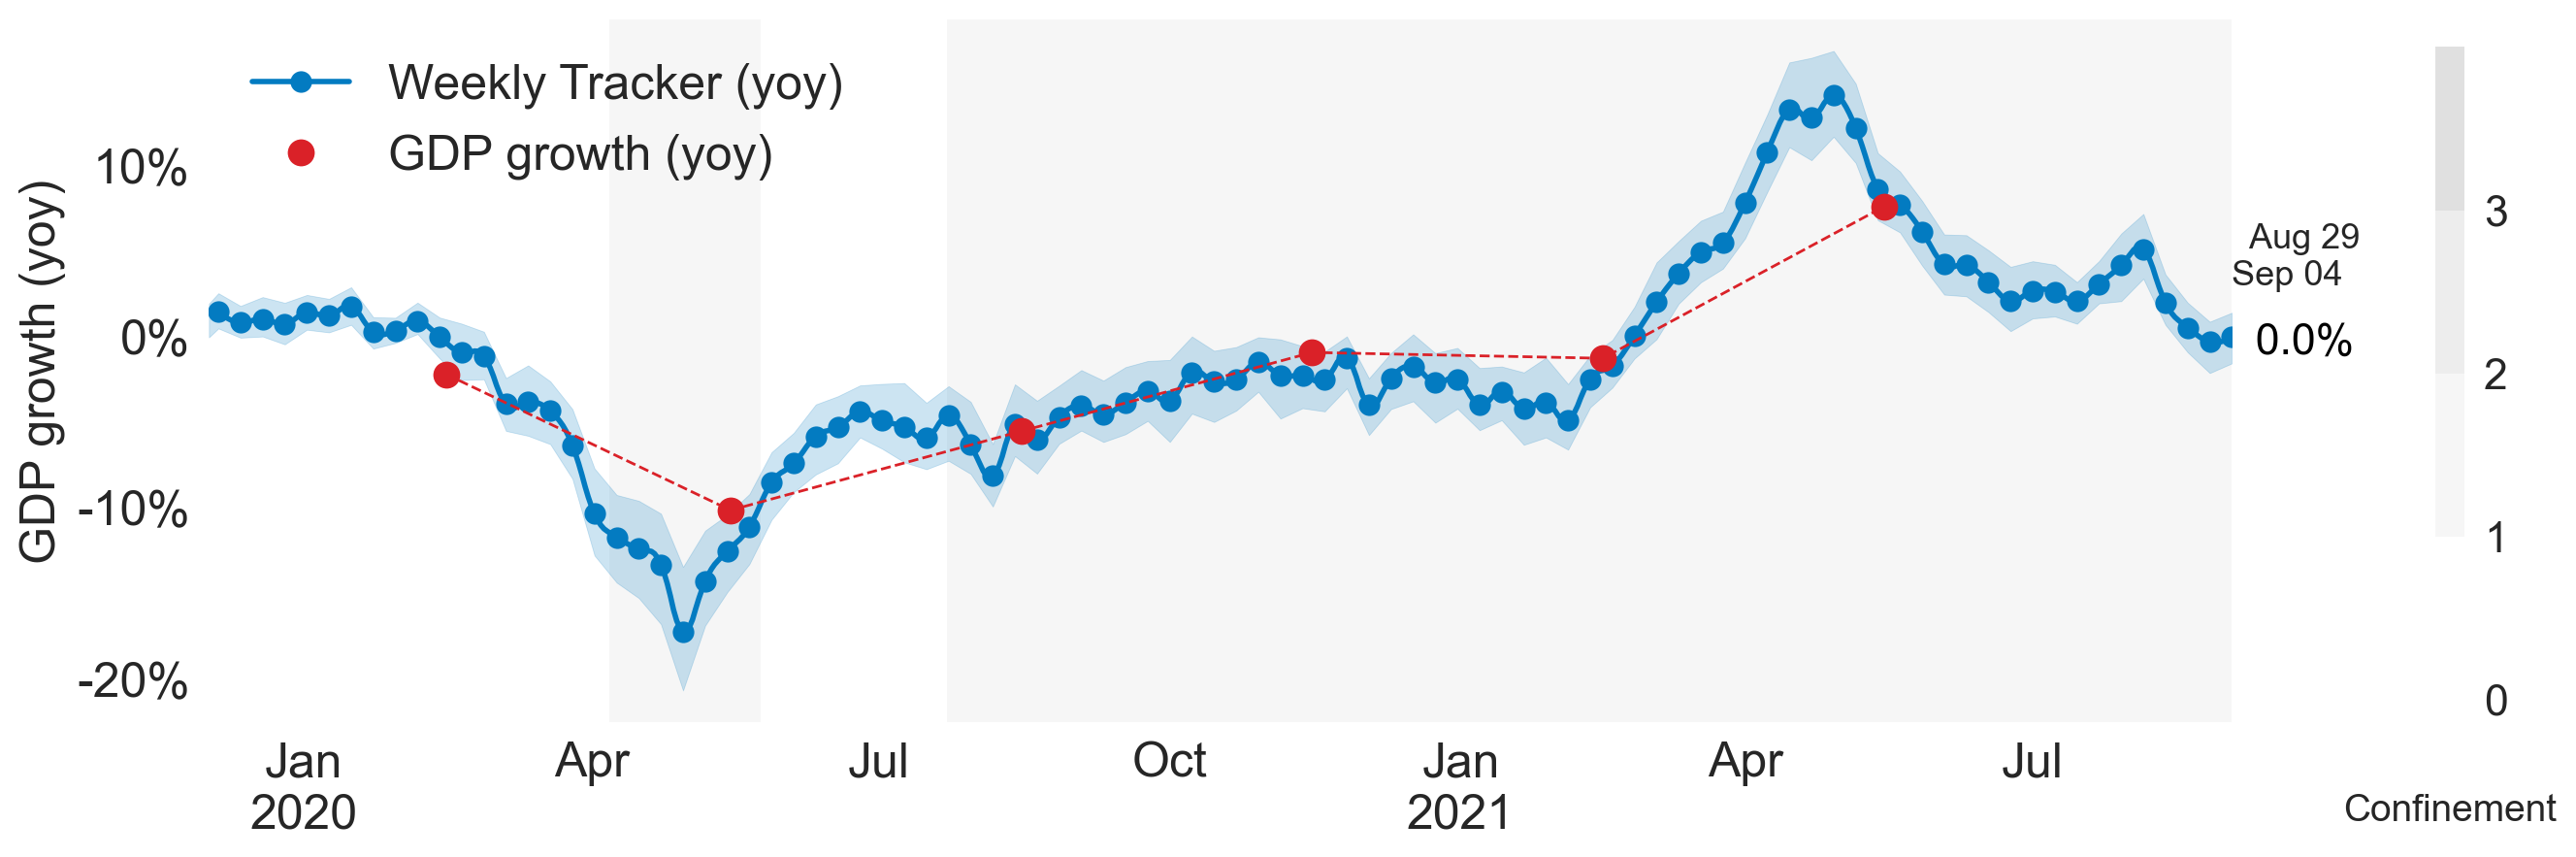 Weekly Tracker (yoy)
GDP growth (yoy)
GDP growth (yoy)
10%
0%
-10%
-20%
Jan
2020
Apr
Jul
Oct
Jan
2021
Apr
Jul
Aug 29
Sep 04
0.0%
3
2
1
0
Confinement